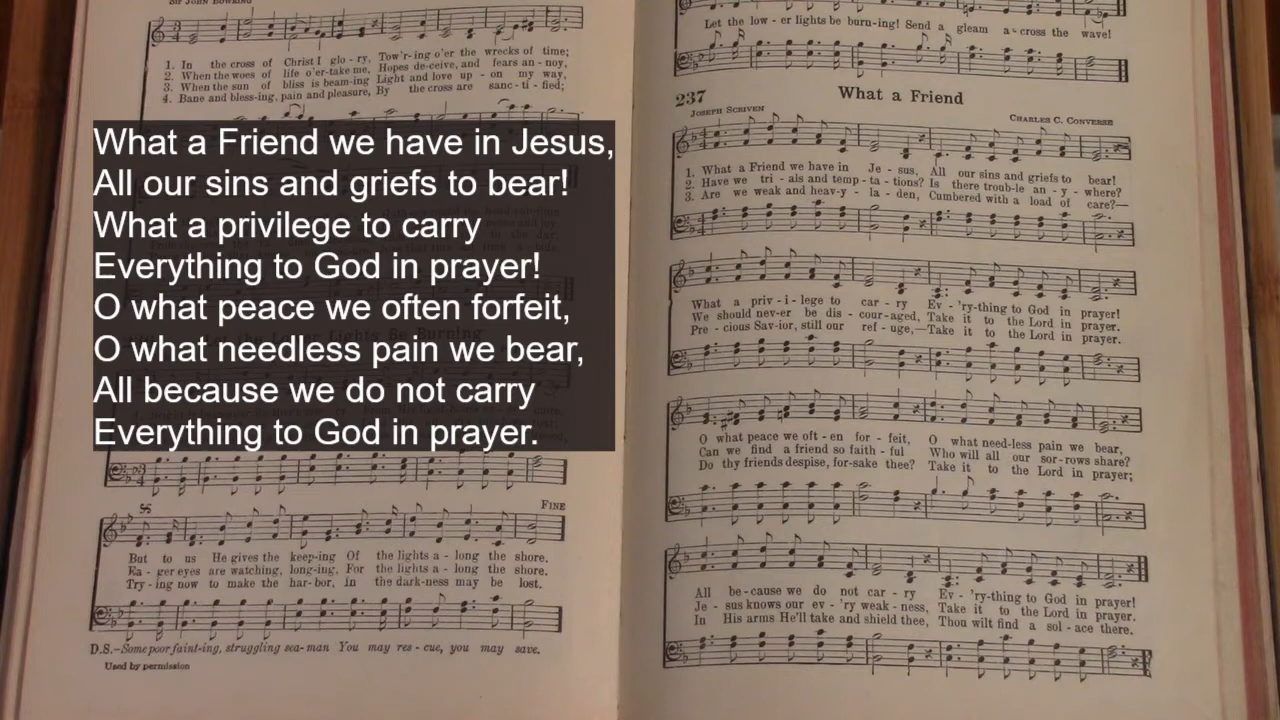 SIR JOHN BOWRING
1. In the cross of Christ I glo - ry, Tow'r-ing o'er the wrecks of time;
2. When the woes of life o'er-take me, Hopes de-ceive, and fears an - noy,
3. When the sun of bliss is beam-ing Light and love up - on my way,
4. Bane and bless-ing, pain and pleasure, By the cross are sanc - ti - fied;
What a Friend we have in Jesus,
All our sins and griefs to bear!
What a privilege to carry
Everything to God in prayer!
O what peace we often forfeit,
O what needless pain we bear,
All because we do not carry
Everything to God in prayer.
FINE
But to us He gives the keep-ing Of the lights a - long the shore.
Ea - ger eyes are watching, long-ing, For the lights a - long the shore.
Try - ing now to make the har-bor, in the dark-ness may be lost.
D.S.—Some poor faint-ing, struggling sea-man You may res - cue, you may save.
Used by permission
Let the low - er lights be burn-ing! Send a gleam a-cross the wave!
237 What a Friend
JOSEPH SCRIVEN CHARLES C. CONVERSE
1. What a Friend we have in Je - sus, All our sins and griefs to bear!
2. Have we tri - als and temp - ta - tions? Is there troub-le an - y - where?
3. Are we weak and heav-y - la - den, Cumbered with a load of care?—
What a priv - i - lege to car - ry Ev - 'ry-thing to God in prayer!
We should nev-er be dis - cour-aged, Take it to the Lord in prayer.
Pre - cious Sav-ior, still our ref - uge,—Take it to the Lord in prayer.
O what peace we oft - en for - feit, O what need-less pain we bear,
Can we find a friend so faith - ful Who will all our sor-rows share?
Do thy friends despise, for-sake thee? Take it to the Lord in prayer;
All be-cause we do not car - ry Ev - 'ry-thing to God in prayer!
Je - sus knows our ev - 'ry weak - ness, Take it to the Lord in prayer.
In His arms He'll take and shield thee, Thou wilt find a sol - ace there.